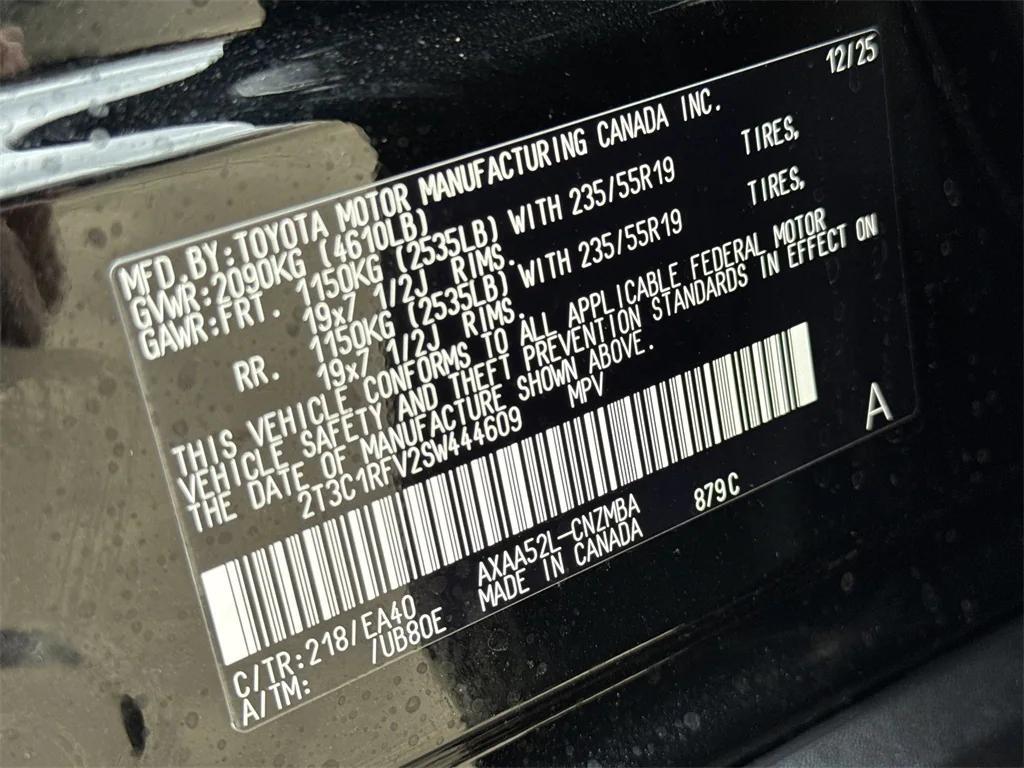 12/25
MFD.BY:TOYOTA MOTOR MANUFACTURING CANADA INC.
GVWR:2090KG (4610LB)
GAWR:FRT. 1150KG (2535LB) WITH 235/55R19 TIRES,
19x7 1/2J RIMS.
RR. 1150KG (2535LB) WITH 235/55R19 TIRES,
19x7 1/2J RIMS.
THIS VEHICLE CONFORMS TO ALL APPLICABLE FEDERAL MOTOR
VEHICLE SAFETY AND THEFT PREVENTION STANDARDS IN EFFECT ON
THE DATE OF MANUFACTURE SHOWN ABOVE.
2T3C1RFV2SW444609 MPV
A
C/TR:218/EA40 AXAA52L-CNZMBA 879C
A/TM: /UB80E MADE IN CANADA